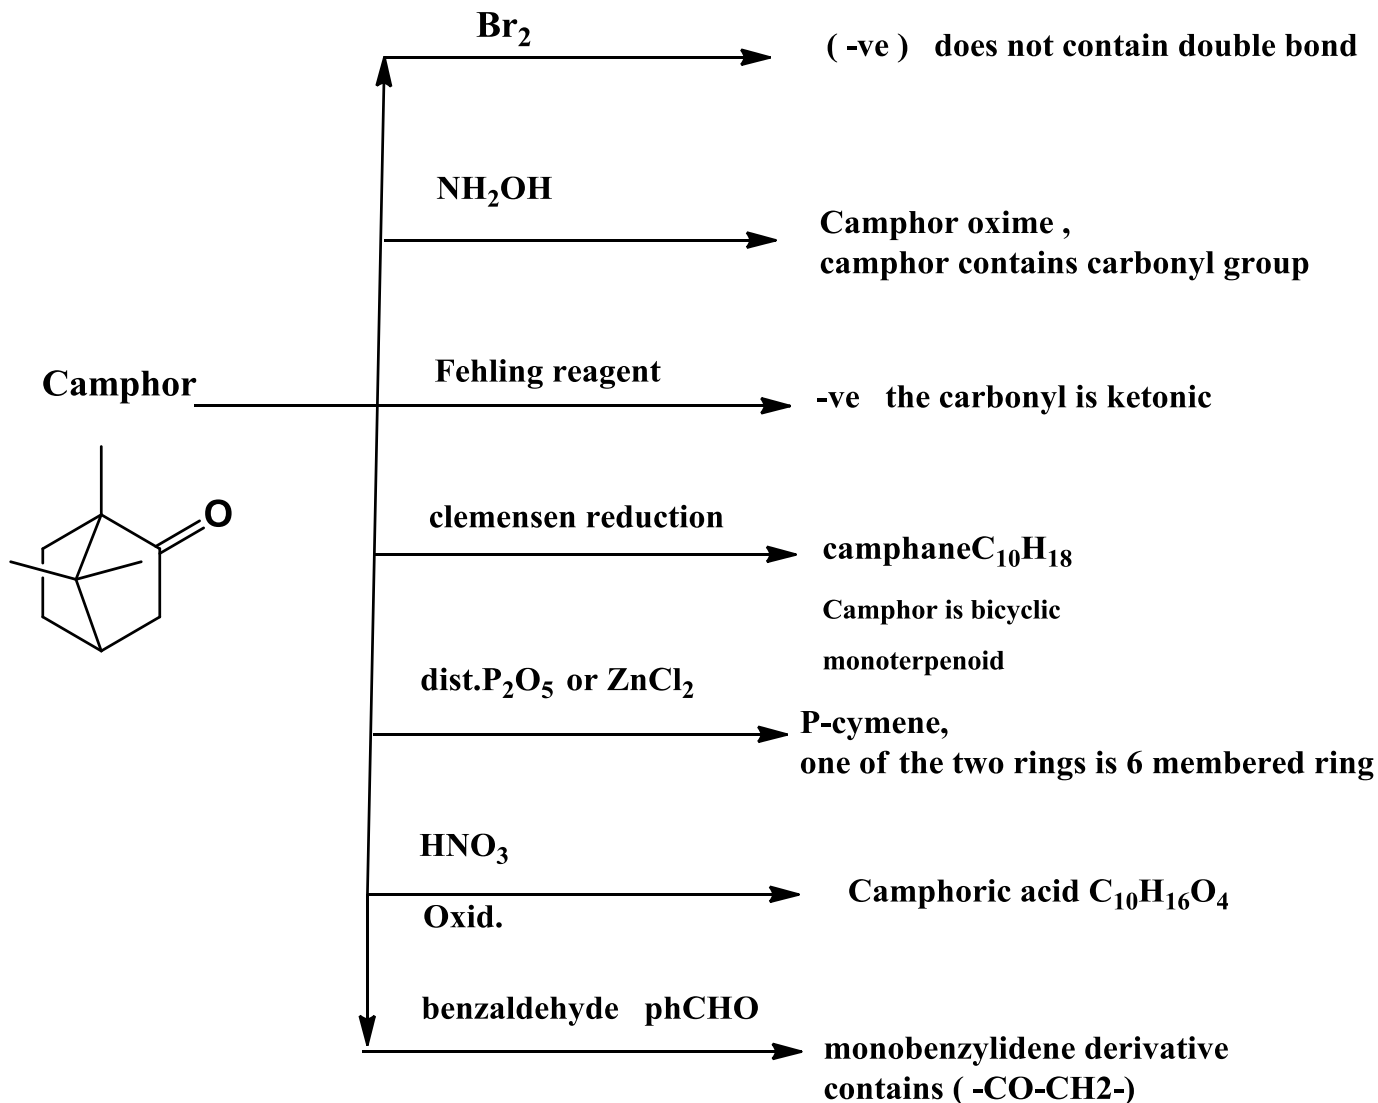 Br₂
( -ve ) does not contain double bond
NH₂OH
Camphor oxime ,
camphor contains carbonyl group
Camphor
Fehling reagent
-ve the carbonyl is ketonic
O
clemensen reduction
camphaneC₁₀H₁₈
Camphor is bicyclic
monoterpenoid
dist.P₂O₅ or ZnCl₂
P-cymene,
one of the two rings is 6 membered ring
HNO₃
Oxid.
Camphoric acid C₁₀H₁₆O₄
benzaldehyde phCHO
monobenzylidene derivative
contains ( -CO-CH2-)